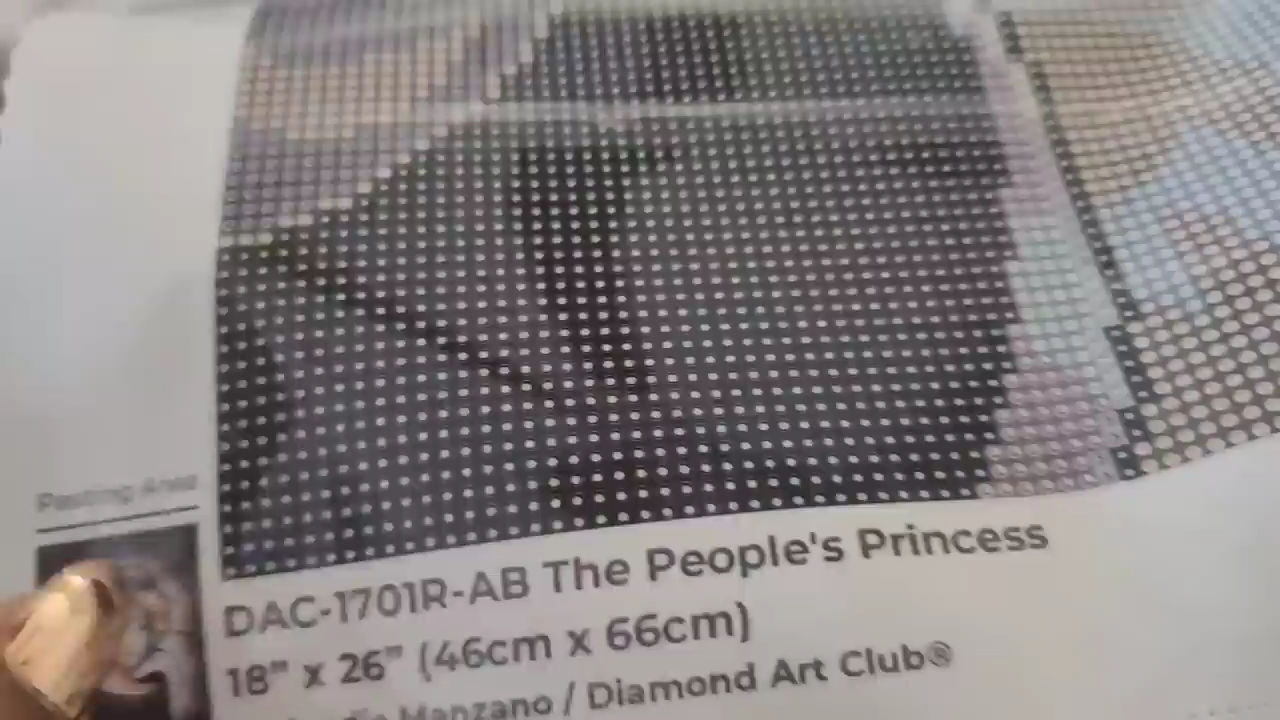 Pasting Area
DAC-1701R-AB The People's Princess
18" x 26" (46cm x 66cm)
Manzano / Diamond Art Club®